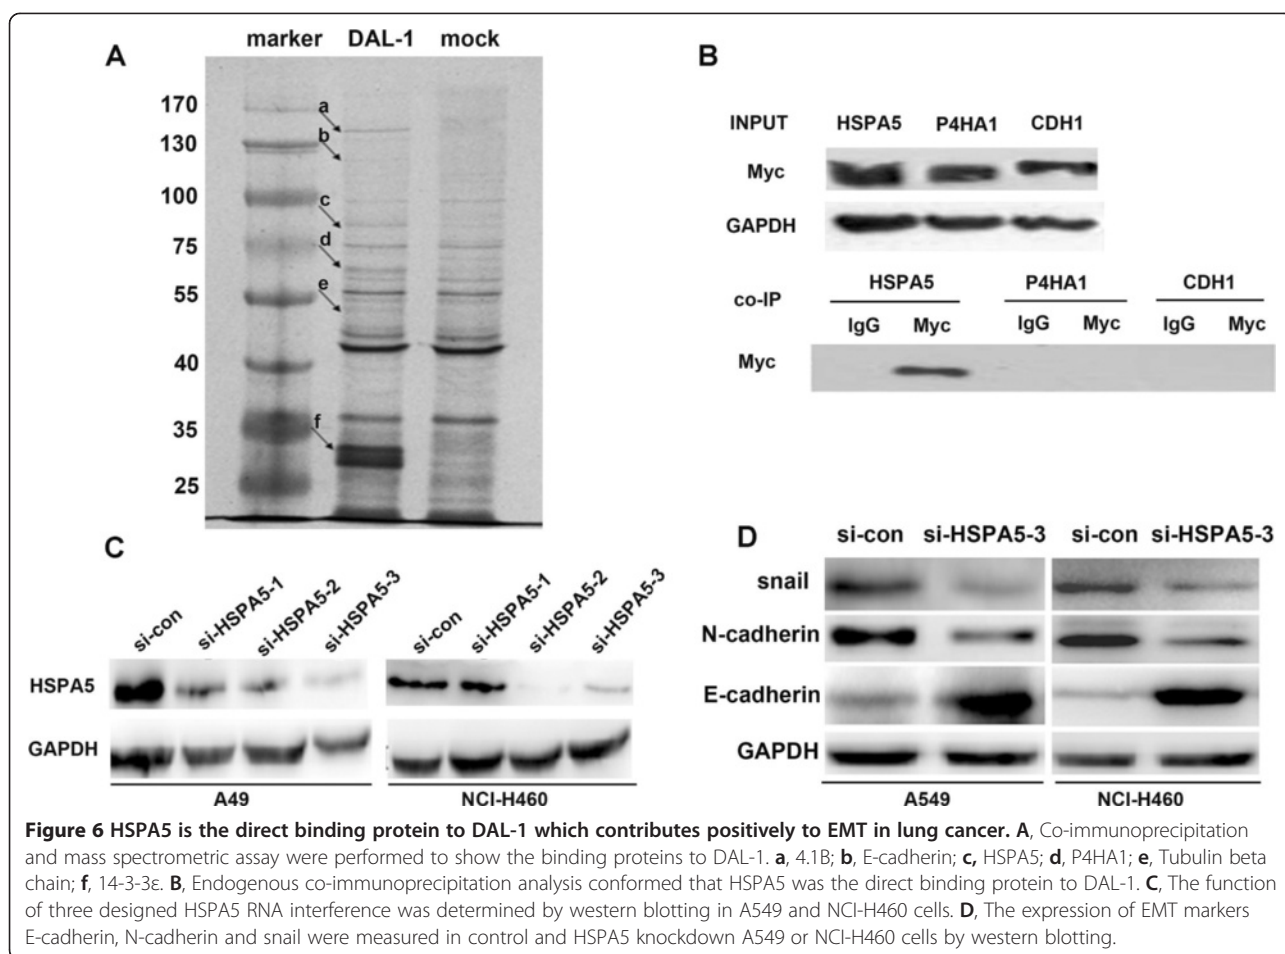 A
marker DAL-1 mock
170
130
100
75
55
40
35
25
a
b
c
d
e
f
B
INPUT HSPA5 P4HA1 CDH1
Myc
GAPDH
co-IP HSPA5 P4HA1 CDH1
IgG Myc IgG Myc IgG Myc
Myc
C
si-con si-HSPA5-1 si-HSPA5-2 si-HSPA5-3 si-con si-HSPA5-1 si-HSPA5-2 si-HSPA5-3
HSPA5
GAPDH
A49 NCI-H460
D
si-con si-HSPA5-3 si-con si-HSPA5-3
snail
N-cadherin
E-cadherin
GAPDH
A549 NCI-H460
Figure 6 HSPA5 is the direct binding protein to DAL-1 which contributes positively to EMT in lung cancer. A, Co-immunoprecipitation
and mass spectrometric assay were performed to show the binding proteins to DAL-1. a, 4.1B; b, E-cadherin; c, HSPA5; d, P4HA1; e, Tubulin beta
chain; f, 14-3-3ε. B, Endogenous co-immunoprecipitation analysis conformed that HSPA5 was the direct binding protein to DAL-1. C, The function
of three designed HSPA5 RNA interference was determined by western blotting in A549 and NCI-H460 cells. D, The expression of EMT markers
E-cadherin, N-cadherin and snail were measured in control and HSPA5 knockdown A549 or NCI-H460 cells by western blotting.